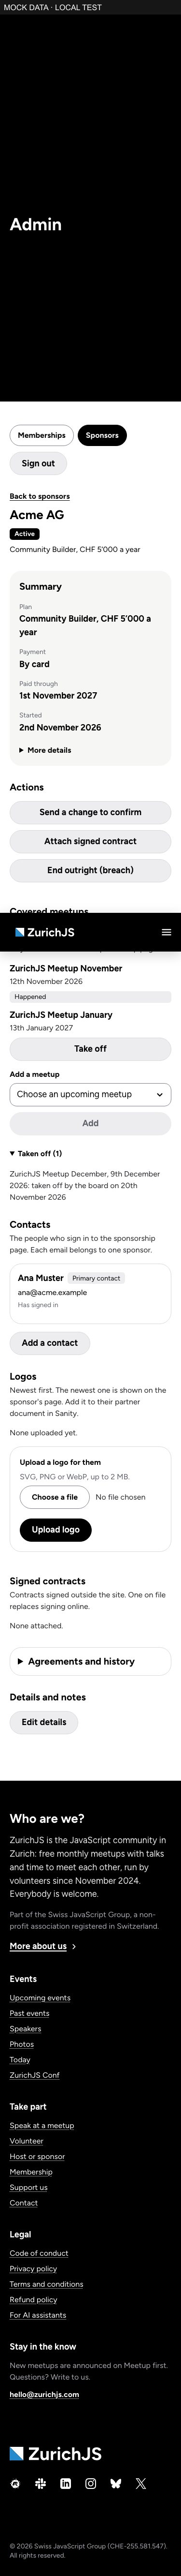 MOCK DATA · LOCAL TEST
Admin
Memberships
Sponsors
Sign out
Back to sponsors
Acme AG
Active
Community Builder, CHF 5'000 a year
Summary
Plan
Community Builder, CHF 5'000 a
year
Payment
By card
Paid through
1st November 2027
Started
2nd November 2026
More details
Actions
Send a change to confirm
Attach signed contract
End outright (breach)
Covered meetups
ZurichJS
ZurichJS Meetup November
12th November 2026
Happened
ZurichJS Meetup January
13th January 2027
Take off
Add a meetup
Choose an upcoming meetup
Add
Taken off (1)
ZurichJS Meetup December, 9th December
2026: taken off by the board on 20th
November 2026
Contacts
The people who sign in to the sponsorship
page. Each email belongs to one sponsor.
Ana Muster
Primary contact
ana@acme.example
Has signed in
Add a contact
Logos
Newest first. The newest one is shown on the
sponsor's page. Add it to their partner
document in Sanity.
None uploaded yet.
Upload a logo for them
SVG, PNG or WebP, up to 2 MB.
Choose a file
No file chosen
Upload logo
Signed contracts
Contracts signed outside the site. One on file
replaces signing online.
None attached.
Agreements and history
Details and notes
Edit details
Who are we?
ZurichJS is the JavaScript community in
Zurich: free monthly meetups with talks
and time to meet each other, run by
volunteers since November 2024.
Everybody is welcome.
Part of the Swiss JavaScript Group, a non-
profit association registered in Switzerland.
More about us
Events
Upcoming events
Past events
Speakers
Photos
Today
ZurichJS Conf
Take part
Speak at a meetup
Volunteer
Host or sponsor
Membership
Support us
Contact
Legal
Code of conduct
Privacy policy
Terms and conditions
Refund policy
For AI assistants
Stay in the know
New meetups are announced on Meetup first.
Questions? Write to us.
hello@zurichjs.com
ZurichJS
© 2026 Swiss JavaScript Group (CHE-255.581.547).
All rights reserved.